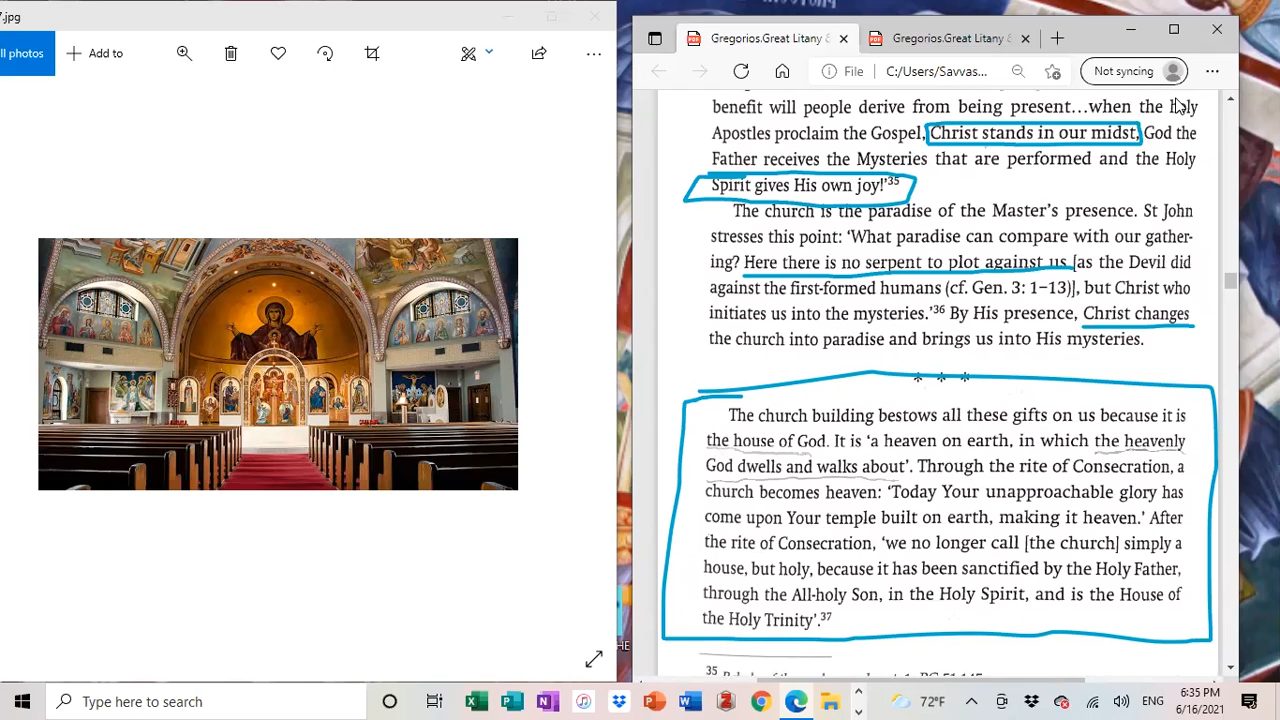 7.jpg
ll photos
Add to
Gregorios.Great Litany &
Gregorios.Great Litany &
File
C:/Users/Savvas...
Not syncing
benefit will people derive from being present…when the holy
Apostles proclaim the Gospel, Christ stands in our midst, God the
Father receives the Mysteries that are performed and the Holy
Spirit gives His own joy!’35
The church is the paradise of the Master’s presence. St John
stresses this point: ‘What paradise can compare with our gather-
ing? Here there is no serpent to plot against us [as the Devil did
against the first-formed humans (cf. Gen. 3: 1–13)], but Christ who
initiates us into the mysteries.’36 By His presence, Christ changes
the church into paradise and brings us into His mysteries.
* * *
The church building bestows all these gifts on us because it is
the house of God. It is ‘a heaven on earth, in which the heavenly
God dwells and walks about’. Through the rite of Consecration, a
church becomes heaven: ‘Today Your unapproachable glory has
come upon Your temple built on earth, making it heaven.’ After
the rite of Consecration, ‘we no longer call [the church] simply a
house, but holy, because it has been sanctified by the Holy Father,
through the All-holy Son, in the Holy Spirit, and is the House of
the Holy Trinity’.37
35
HE
Type here to search
72°F
ENG
6:35 PM
6/16/2021